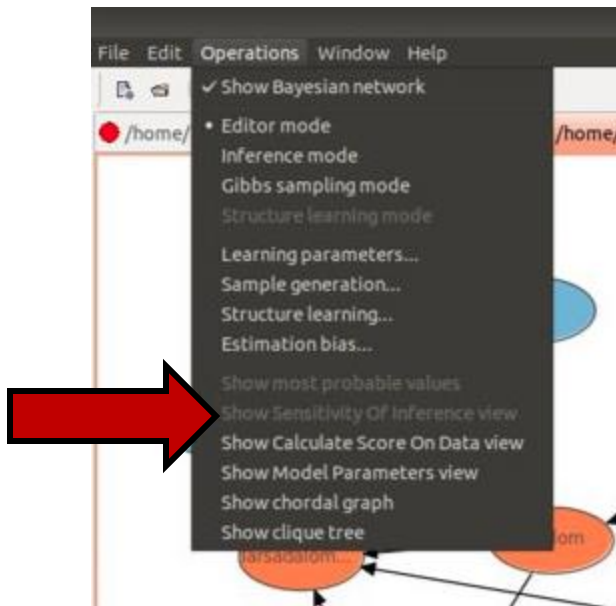 File Edit Operations Window Help
✓ Show Bayesian network
/home/ • Editor mode /home/
Inference mode
Gibbs sampling mode
Structure learning mode
Learning parameters...
Sample generation...
Structure learning...
Estimation bias...
Show most probable values
Show Sensitivity Of Inference view
Show Calculate Score On Data view
Show Model Parameters view
Show chordal graph
Show clique tree